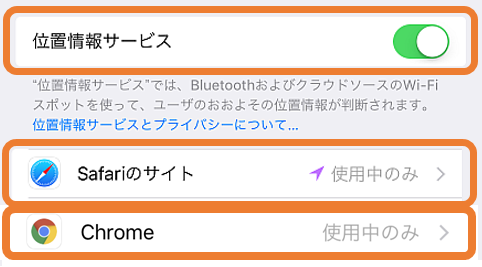 位置情報サービス
“位置情報サービス”では、BluetoothおよびクラウドソースのWi-Fi
スポットを使って、ユーザのおおよその位置情報が判断されます。
位置情報サービスとプライバシーについて...
Safariのサイト 使用中のみ
Chrome 使用中のみ